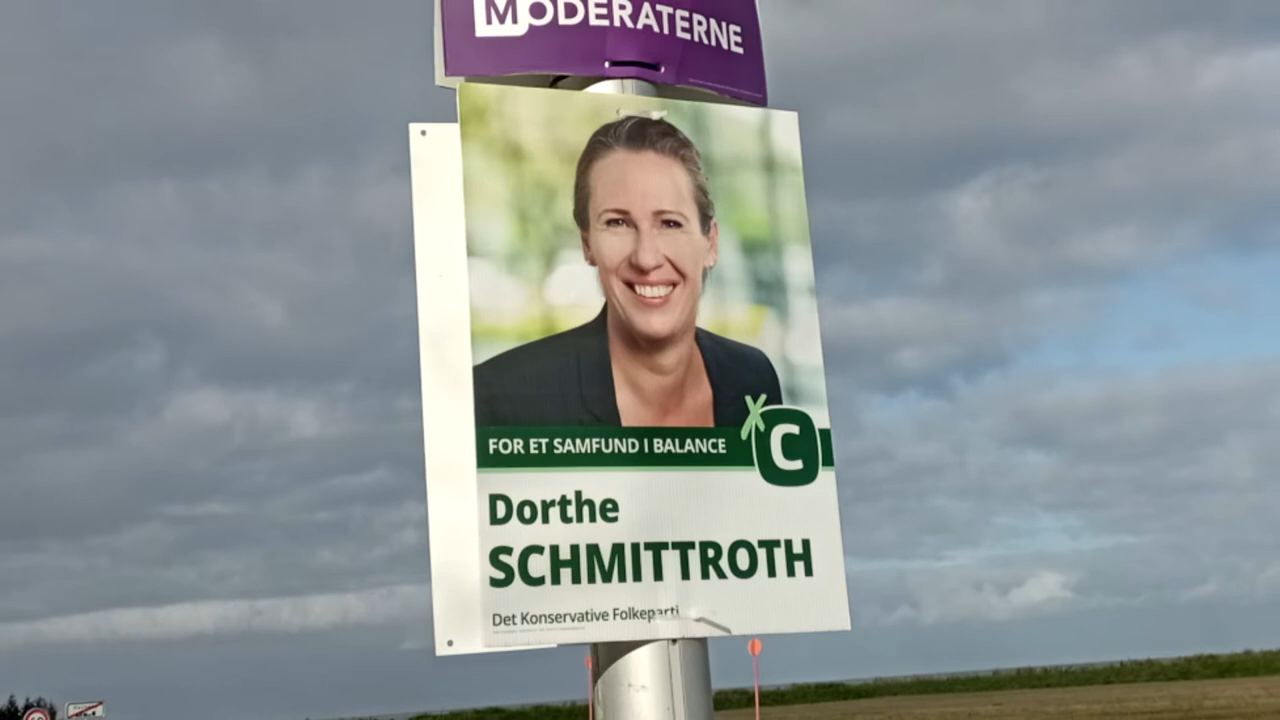 MODERATERNE
FOR ET SAMFUND I BALANCE
C
Dorthe
SCHMITTROTH
Det Konservative Folkeparti